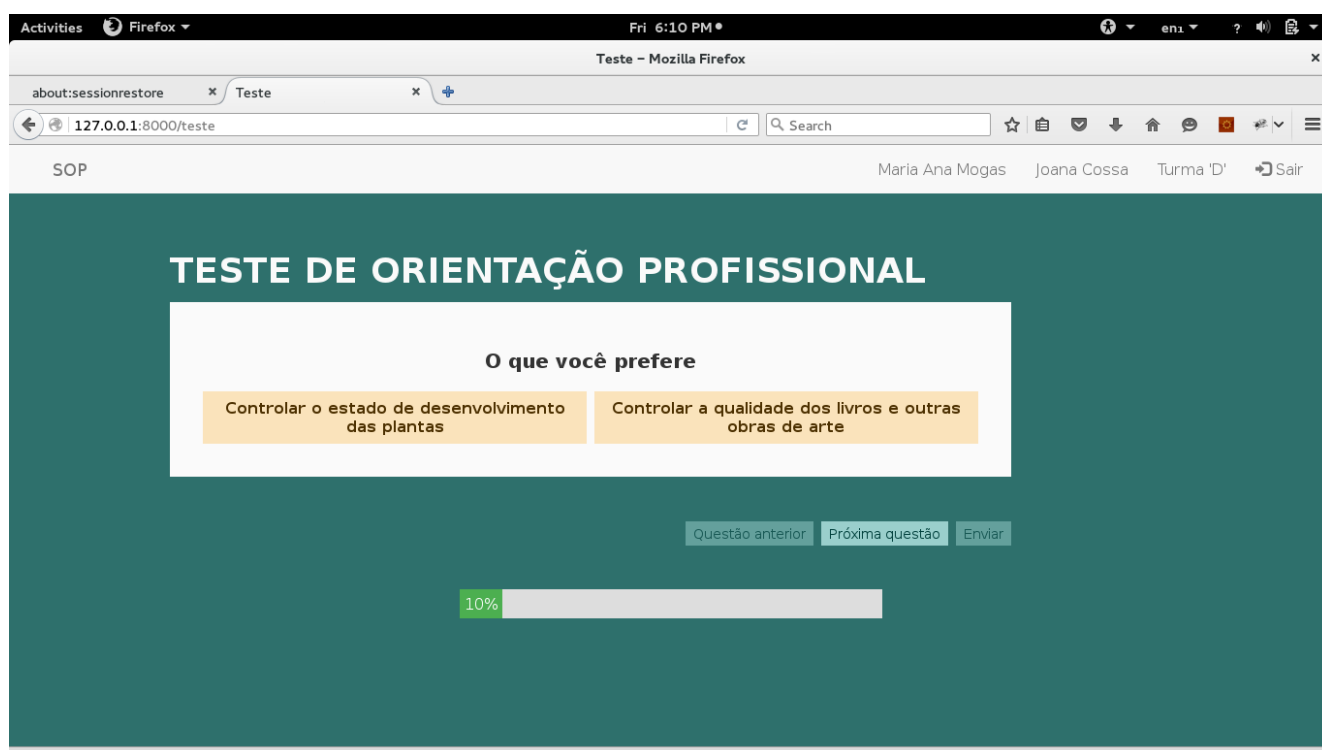 Activities Firefox Fri 6:10 PM en₁ ?
Teste – Mozilla Firefox ×
about:sessionrestore × Teste ×
127.0.0.1:8000/teste Search
SOP Maria Ana Mogas Joana Cossa Turma 'D' Sair
TESTE DE ORIENTAÇÃO PROFISSIONAL
O que você prefere
Controlar o estado de desenvolvimento
das plantas
Controlar a qualidade dos livros e outras
obras de arte
Questão anterior Próxima questão Enviar
10%